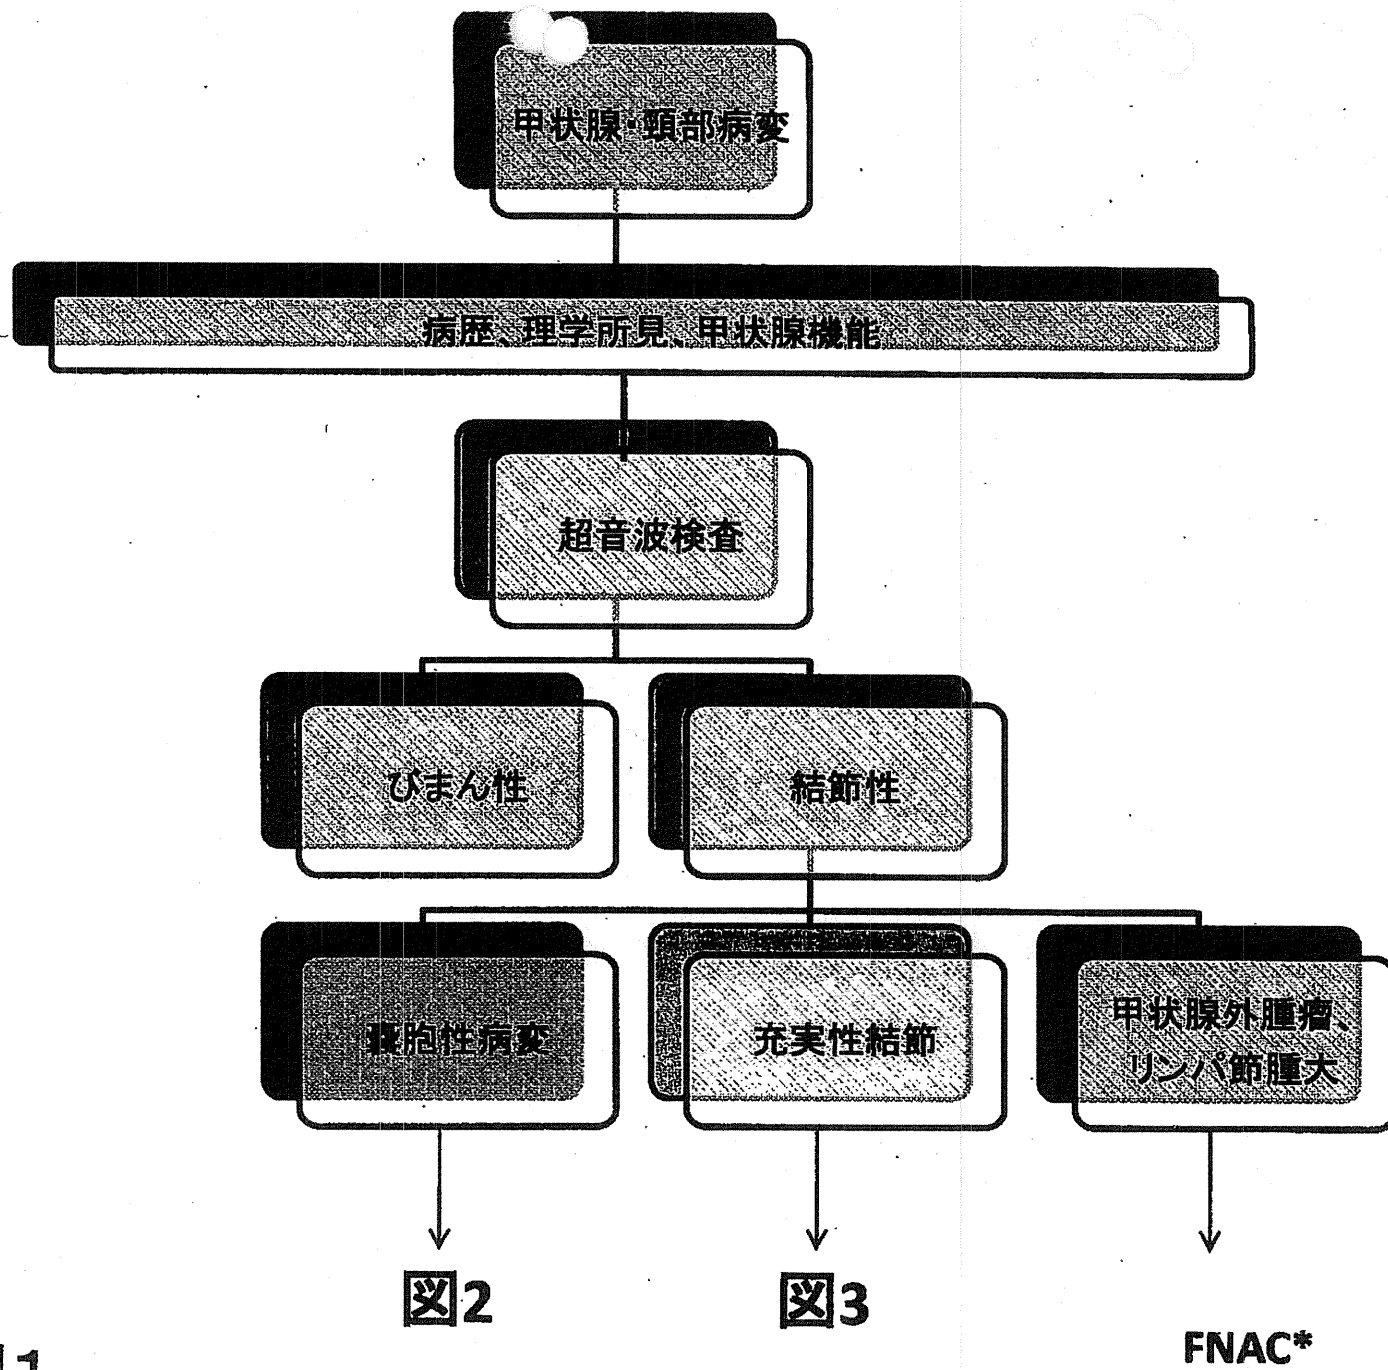 甲状腺・頸部病変
病歴、理学所見、甲状腺機能
超音波検査
びまん性
結節性
嚢胞性病変
充実性結節
甲状腺外腫瘤、
リンパ節腫大
図2
図3
FNAC*